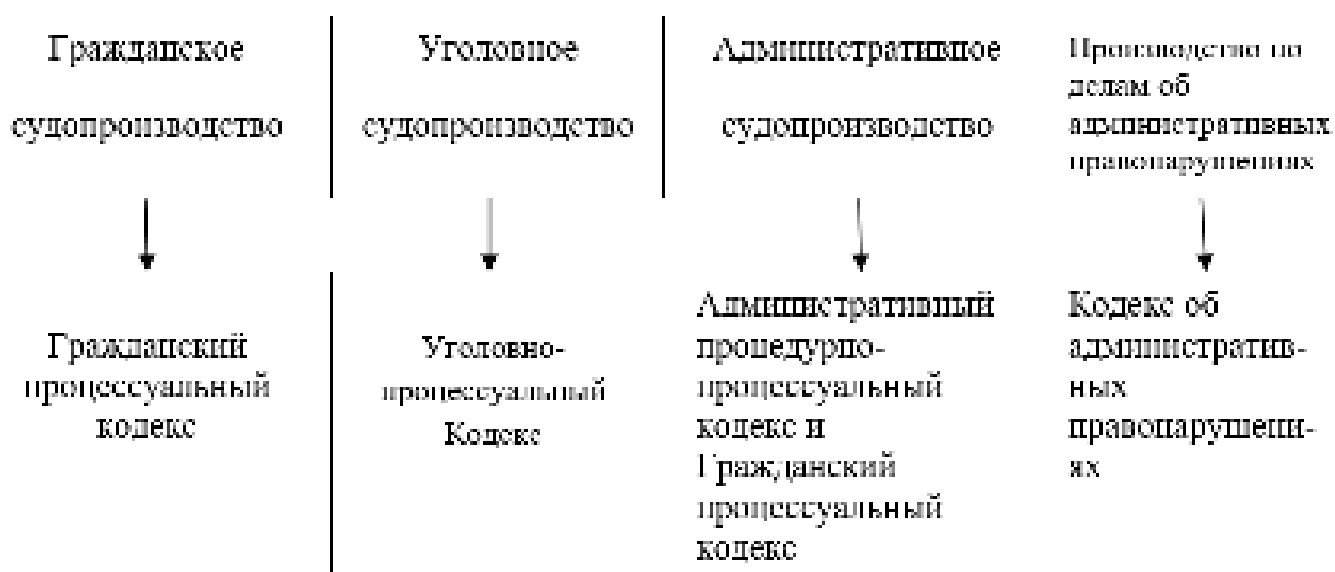 Гражданское
судопроизводство
Уголовное
судопроизводство
Административное
судопроизводство
Производство по
делам об
административных
правонарушениях
Гражданский
процессуальный
кодекс
Уголовно-
процессуальный
Кодекс
Административный
процедурно-
процессуальный
кодекс и
Гражданский
процессуальный
кодекс
Кодекс об
административ-
ных
правонарушени-
ях